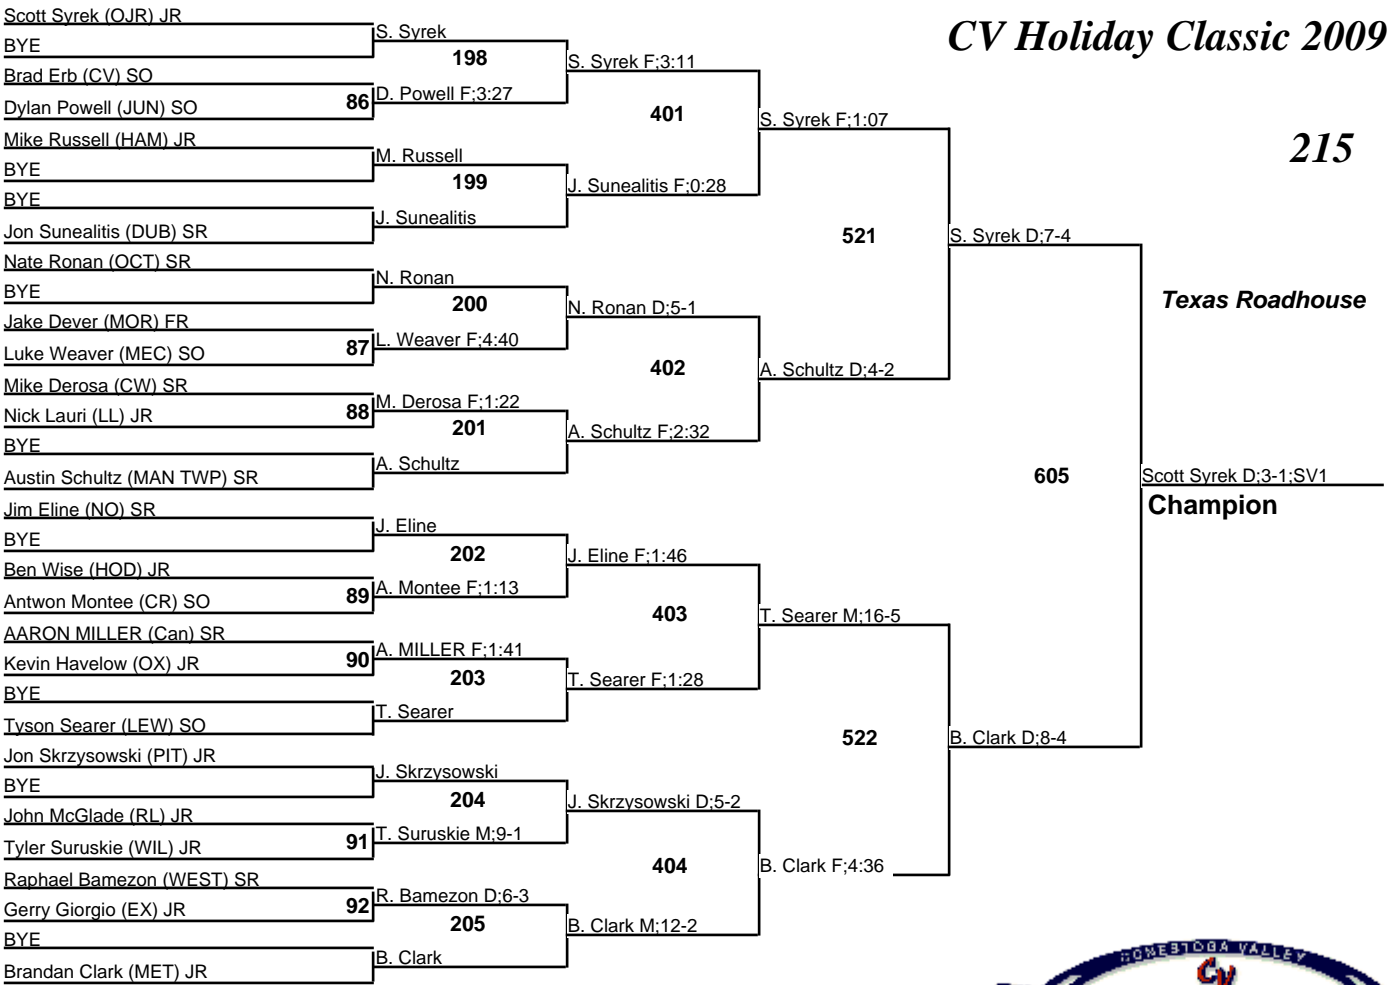 CV Holiday Classic 2009
215
Texas Roadhouse
Scott Syrek (OJR) JR
BYE
Brad Erb (CV) SO
Dylan Powell (JUN) SO
Mike Russell (HAM) JR
BYE
BYE
Jon Sunealitis (DUB) SR
Nate Ronan (OCT) SR
BYE
Jake Dever (MOR) FR
Luke Weaver (MEC) SO
Mike Derosa (CW) SR
Nick Lauri (LL) JR
BYE
Austin Schultz (MAN TWP) SR
Jim Eline (NO) SR
BYE
Ben Wise (HOD) JR
Antwon Montee (CR) SO
AARON MILLER (Can) SR
Kevin Havelow (OX) JR
BYE
Tyson Searer (LEW) SO
Jon Skrzysowski (PIT) JR
BYE
John McGlade (RL) JR
Tyler Suruskie (WIL) JR
Raphael Bamezon (WEST) SR
Gerry Giorgio (EX) JR
BYE
Brandan Clark (MET) JR
86
87
88
89
90
91
92
S. Syrek
198
D. Powell F;3:27
M. Russell
199
J. Sunealitis
N. Ronan
200
L. Weaver F;4:40
M. Derosa F;1:22
201
A. Schultz
J. Eline
202
A. Montee F;1:13
A. MILLER F;1:41
203
T. Searer
J. Skrzysowski
204
T. Suruskie M;9-1
R. Bamezon D;6-3
205
B. Clark
S. Syrek F;3:11
401
J. Sunealitis F;0:28
N. Ronan D;5-1
402
A. Schultz F;2:32
J. Eline F;1:46
403
T. Searer F;1:28
J. Skrzysowski D;5-2
404
B. Clark M;12-2
S. Syrek F;1:07
521
A. Schultz D;4-2
T. Searer M;16-5
522
B. Clark F;4:36
S. Syrek D;7-4
605
B. Clark D;8-4
Scott Syrek D;3-1;SV1
Champion
CONESTOGA VALLEY
CV